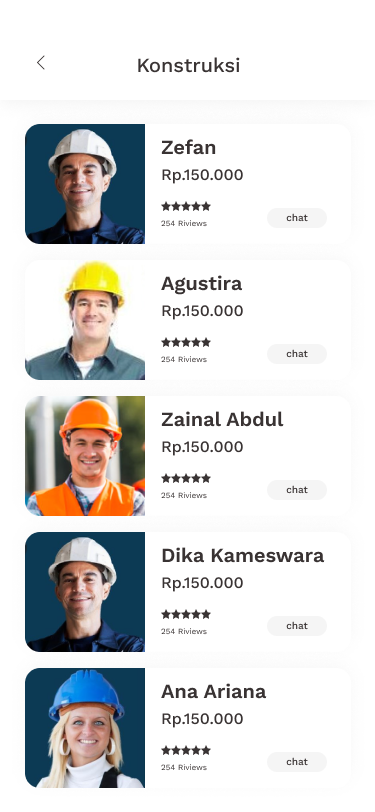 Konstruksi
Zefan
Rp.150.000
254 Riviews
chat
Agustira
Rp.150.000
254 Riviews
chat
Zainal Abdul
Rp.150.000
254 Riviews
chat
Dika Kameswara
Rp.150.000
254 Riviews
chat
Ana Ariana
Rp.150.000
254 Riviews
chat